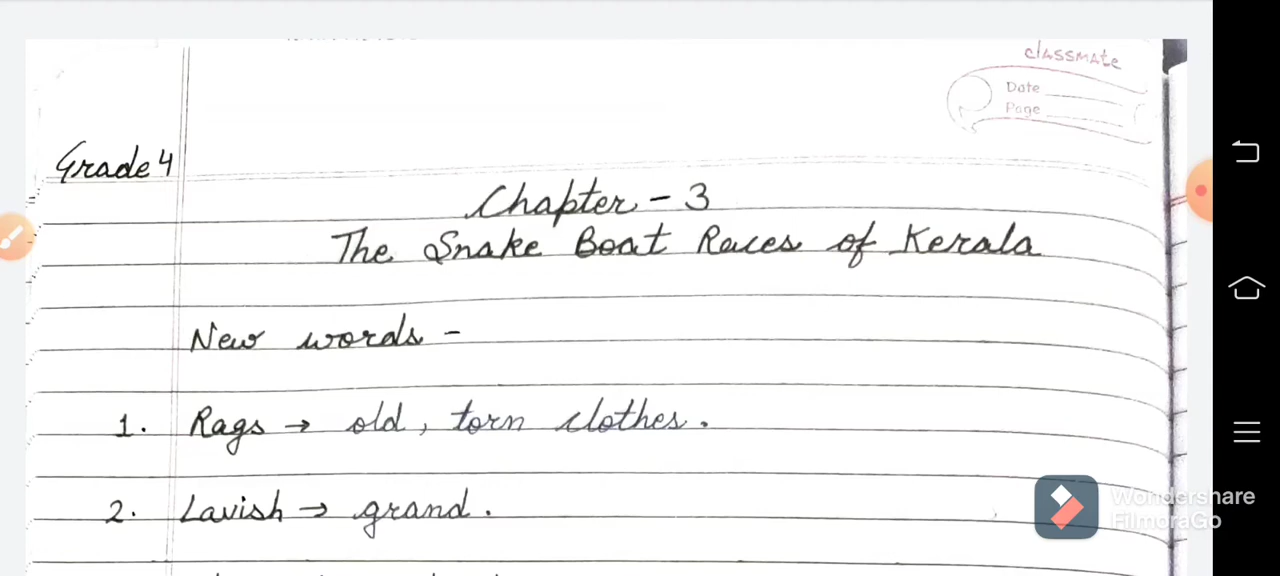 classmate
Date
Page
Grade 4
Chapter - 3
The Snake Boat Races of Kerala
New words -
1. Rags → old, torn clothes.
2. Lavish → grand.
Wondershare
FilmoraGo